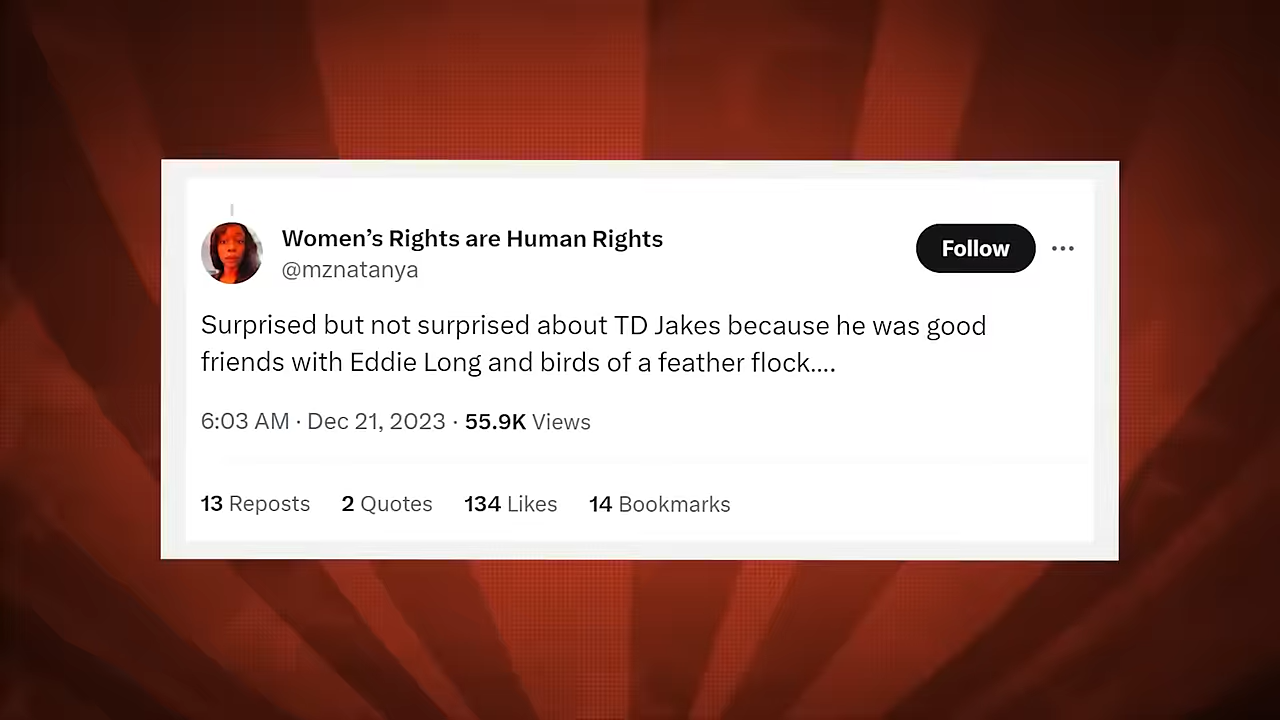 Women’s Rights are Human Rights
@mznatanya
Follow
Surprised but not surprised about TD Jakes because he was good
friends with Eddie Long and birds of a feather flock....
6:03 AM · Dec 21, 2023 · 55.9K Views
13 Reposts 2 Quotes 134 Likes 14 Bookmarks